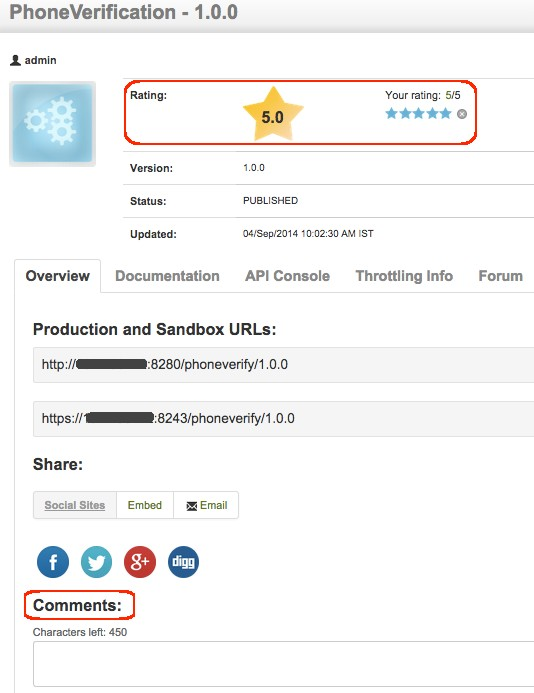 PhoneVerification - 1.0.0
admin
Rating:
5.0
Your rating: 5/5
Version: 1.0.0
Status: PUBLISHED
Updated: 04/Sep/2014 10:02:30 AM IST
Overview Documentation API Console Throttling Info Forum
Production and Sandbox URLs:
http:// :8280/phoneverify/1.0.0
https:// :8243/phoneverify/1.0.0
Share:
Social Sites Embed Email
f g+ digg
Comments:
Characters left: 450